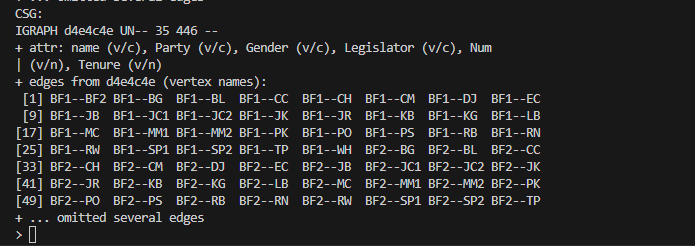 + ... omitted several edges
CSG:
IGRAPH d4e4c4e UN-- 35 446 --
+ attr: name (v/c), Party (v/c), Gender (v/c), Legislator (v/c), Num
| (v/n), Tenure (v/n)
+ edges from d4e4c4e (vertex names):
[1] BF1--BF2 BF1--BG BF1--BL BF1--CC BF1--CH BF1--CM BF1--DJ BF1--EC
[9] BF1--JB BF1--JC1 BF1--JC2 BF1--JK BF1--JR BF1--KB BF1--KG BF1--LB
[17] BF1--MC BF1--MM1 BF1--MM2 BF1--PK BF1--PO BF1--PS BF1--RB BF1--RN
[25] BF1--RW BF1--SP1 BF1--SP2 BF1--TP BF1--WH BF2--BG BF2--BL BF2--CC
[33] BF2--CH BF2--CM BF2--DJ BF2--EC BF2--JB BF2--JC1 BF2--JC2 BF2--JK
[41] BF2--JR BF2--KB BF2--KG BF2--LB BF2--MC BF2--MM1 BF2--MM2 BF2--PK
[49] BF2--PO BF2--PS BF2--RB BF2--RN BF2--RW BF2--SP1 BF2--SP2 BF2--TP
+ ... omitted several edges
>